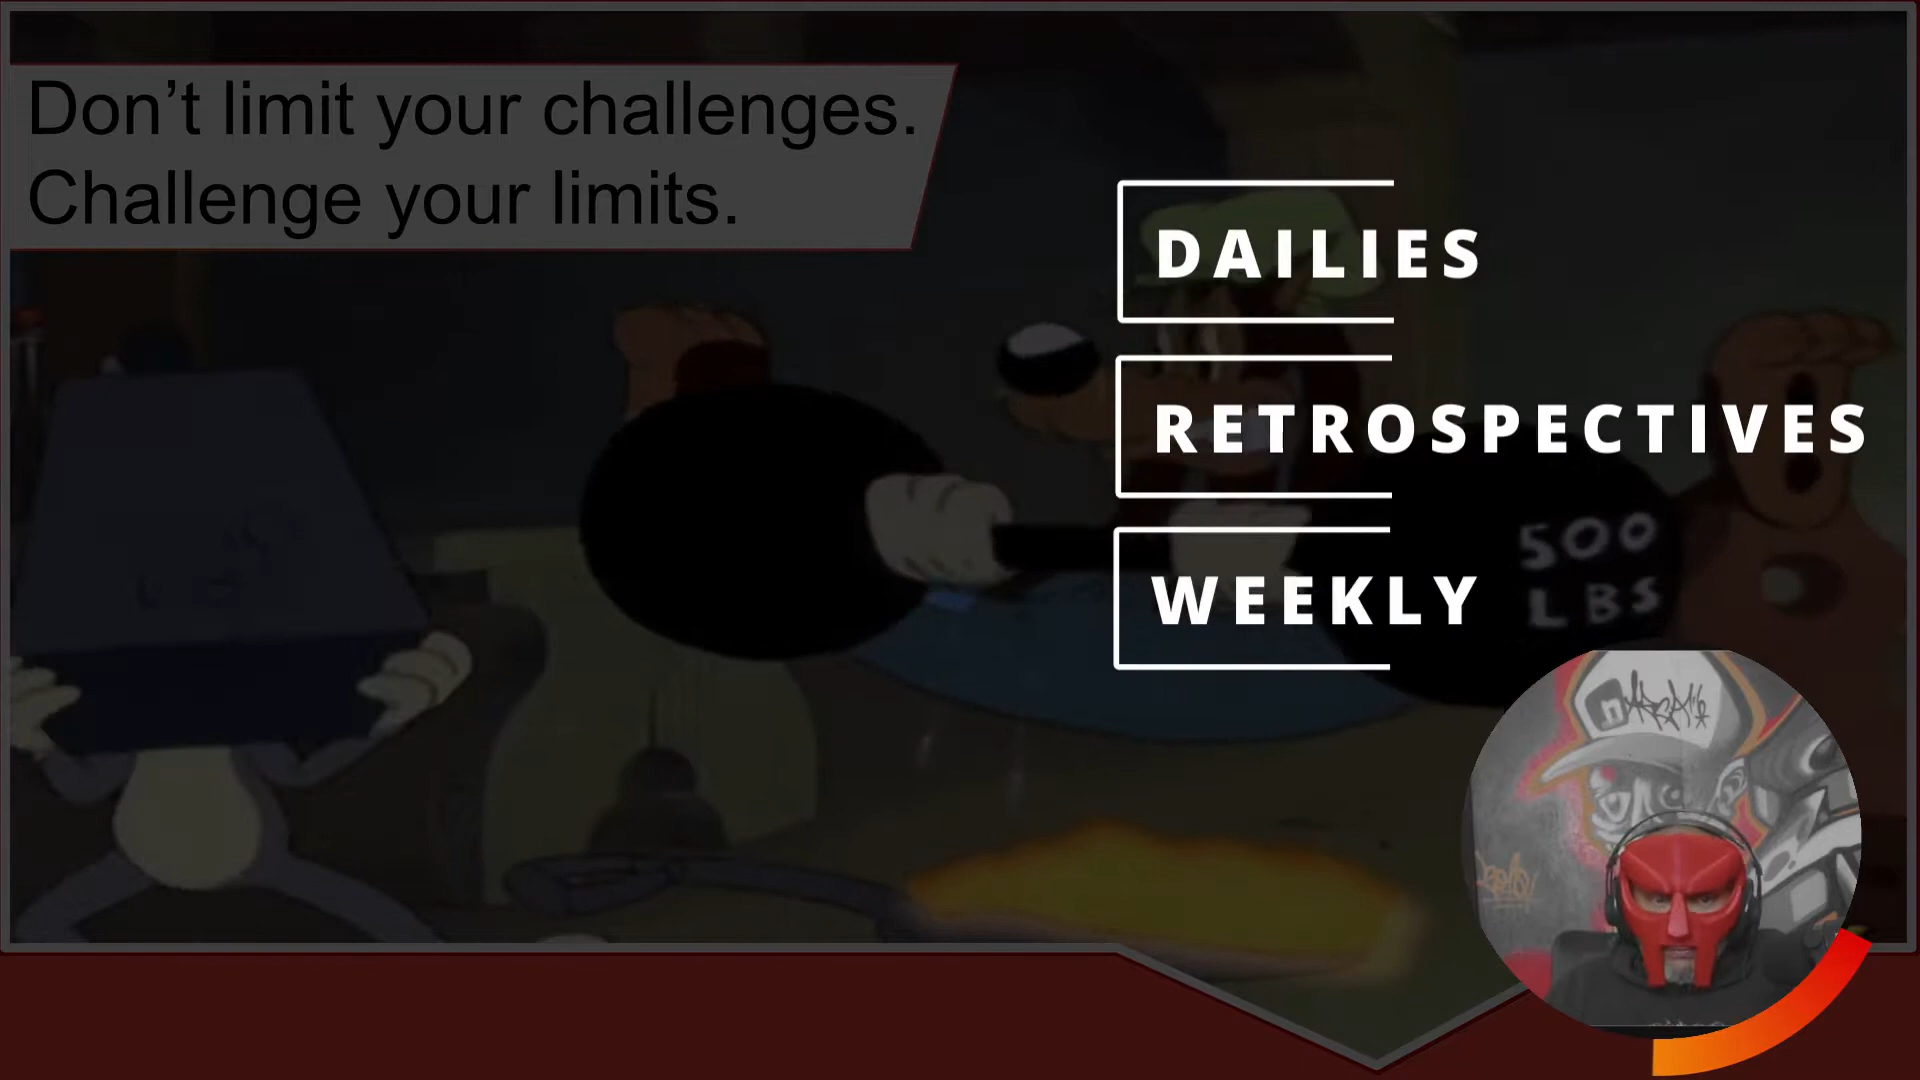 Don’t limit your challenges.
Challenge your limits.
DAILIES
RETROSPECTIVES
WEEKLY
500
LBS